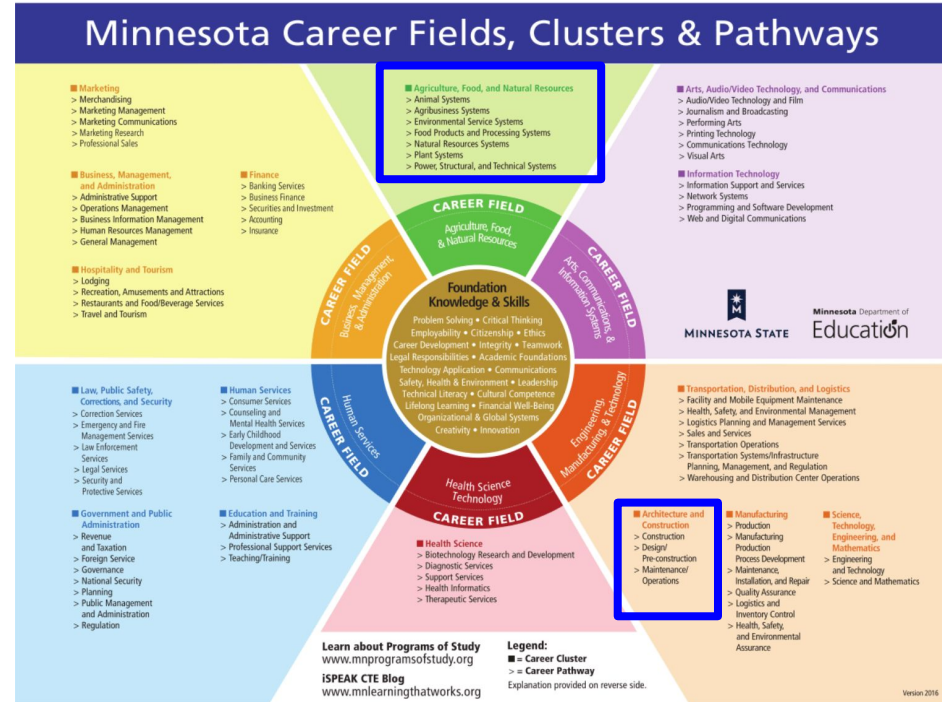 Minnesota Career Fields, Clusters & Pathways
■ Marketing
> Merchandising
> Marketing Management
> Marketing Communications
> Marketing Research
> Professional Sales
■ Business, Management,
and Administration
> Administrative Support
> Operations Management
> Business Information Management
> Human Resources Management
> General Management
■ Finance
> Banking Services
> Business Finance
> Securities and Investment
> Accounting
> Insurance
■ Hospitality and Tourism
> Lodging
> Recreation, Amusements and Attractions
> Restaurants and Food/Beverage Services
> Travel and Tourism
■ Agriculture, Food, and Natural Resources
> Animal Systems
> Agribusiness Systems
> Environmental Service Systems
> Food Products and Processing Systems
> Natural Resources Systems
> Plant Systems
> Power, Structural, and Technical Systems
■ Arts, Audio/Video Technology, and Communications
> Audio/Video Technology and Film
> Journalism and Broadcasting
> Performing Arts
> Printing Technology
> Communications Technology
> Visual Arts
■ Information Technology
> Information Support and Services
> Network Systems
> Programming and Software Development
> Web and Digital Communications
MINNESOTA STATE
Minnesota Department of
Education
CAREER FIELD
Agriculture, Food,
& Natural Resources
CAREER FIELD
Business, Management,
& Administration
CAREER FIELD
Arts, Communications, &
Information Systems
Foundation
Knowledge & Skills
Problem Solving • Critical Thinking
Employability • Citizenship • Ethics
Career Development • Integrity • Teamwork
Legal Responsibilities • Academic Foundations
Technology Application • Communications
Safety, Health & Environment • Leadership
Technical Literacy • Cultural Competence
Lifelong Learning • Financial Well-Being
Organizational & Global Systems
Creativity • Innovation
Human Services
CAREER FIELD
Engineering,
Manufacturing, & Technology
CAREER FIELD
Health Science
Technology
CAREER FIELD
■ Law, Public Safety,
Corrections, and Security
> Correction Services
> Emergency and Fire
Management Services
> Law Enforcement
Services
> Legal Services
> Security and
Protective Services
■ Human Services
> Consumer Services
> Counseling and
Mental Health Services
> Early Childhood
Development and Services
> Family and Community
Services
> Personal Care Services
■ Government and Public
Administration
> Revenue
and Taxation
> Foreign Service
> Governance
> National Security
> Planning
> Public Management
and Administration
> Regulation
■ Education and Training
> Administration and
Administrative Support
> Professional Support Services
> Teaching/Training
■ Health Science
> Biotechnology Research and Development
> Diagnostic Services
> Support Services
> Health Informatics
> Therapeutic Services
■ Transportation, Distribution, and Logistics
> Facility and Mobile Equipment Maintenance
> Health, Safety, and Environmental Management
> Logistics Planning and Management Services
> Sales and Services
> Transportation Operations
> Transportation Systems/Infrastructure
Planning, Management, and Regulation
> Warehousing and Distribution Center Operations
■ Architecture and
Construction
> Construction
> Design/
Pre-construction
> Maintenance/
Operations
■ Manufacturing
> Production
> Manufacturing
Production
Process Development
> Maintenance,
Installation, and Repair
> Quality Assurance
> Logistics and
Inventory Control
> Health, Safety,
and Environmental
Assurance
■ Science,
Technology,
Engineering, and
Mathematics
> Engineering
and Technology
> Science and Mathematics
Learn about Programs of Study
www.mnprogramsofstudy.org
iSPEAK CTE Blog
www.mnlearningthatworks.org
Legend:
■ = Career Cluster
> = Career Pathway
Explanation provided on reverse side.
Version 2016